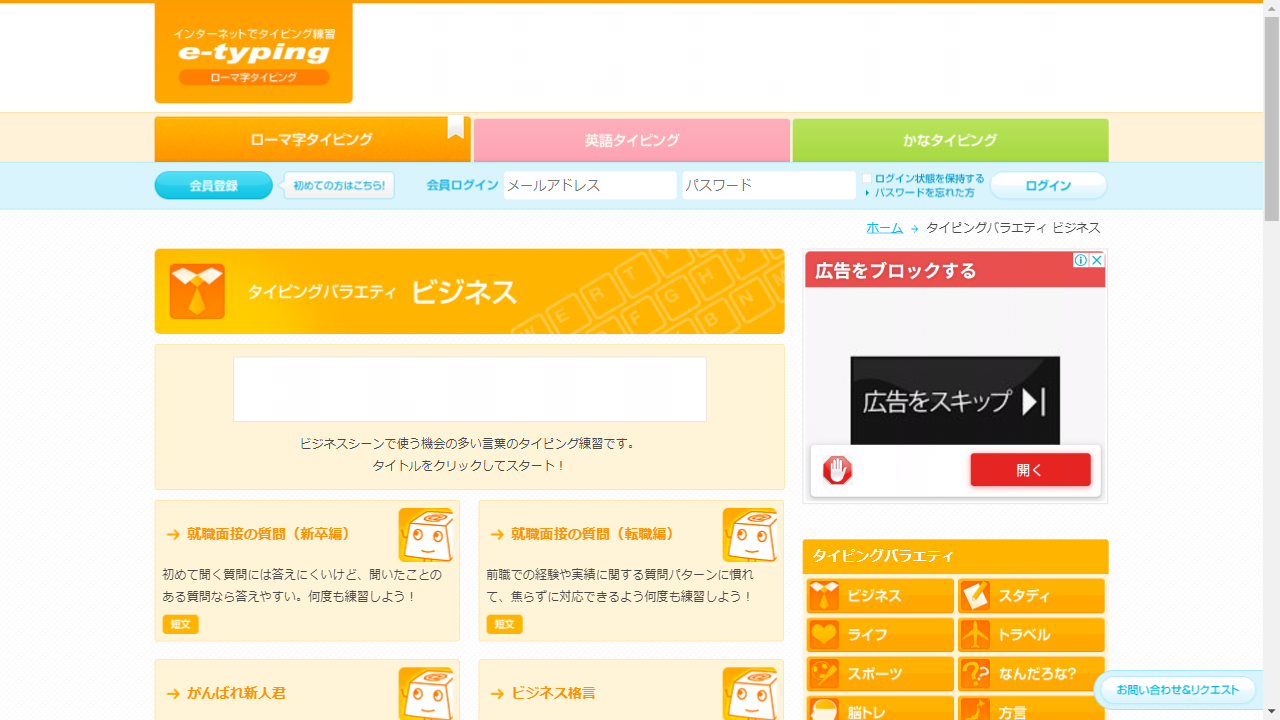 インターネットでタイピング練習
e-typing
ローマ字タイピング
ローマ字タイピング
英語タイピング
かなタイピング
会員登録
初めての方はこちら!
会員ログイン
メールアドレス
パスワード
ログイン状態を保持する
パスワードを忘れた方
ログイン
ホーム → タイピングバラエティ ビジネス
タイピングバラエティ ビジネス
W E R T Y F G H J B N M
広告をブロックする
広告をスキップ
開く
ビジネスシーンで使う機会の多い言葉のタイピング練習です。
タイトルをクリックしてスタート！
就職面接の質問（新卒編）
初めて聞く質問には答えにくいけど、聞いたことの
ある質問なら答えやすい。何度も練習しよう！
短文
就職面接の質問（転職編）
前職での経験や実績に関する質問パターンに慣れ
て、焦らずに対応できるよう何度も練習しよう！
短文
がんばれ新人君
ビジネス格言
タイピングバラエティ
ビジネス
スタディ
ライフ
トラベル
スポーツ
なんだろな?
脳トレ
方言
お問い合わせ&リクエスト